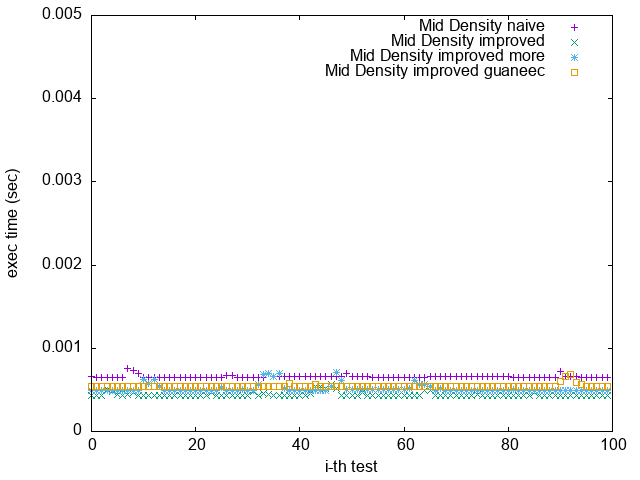 0.005
0.004
0.003
0.002
0.001
0
exec time (sec)
Mid Density naive
Mid Density improved
Mid Density improved more
Mid Density improved guaneec
0 20 40 60 80 100
i-th test